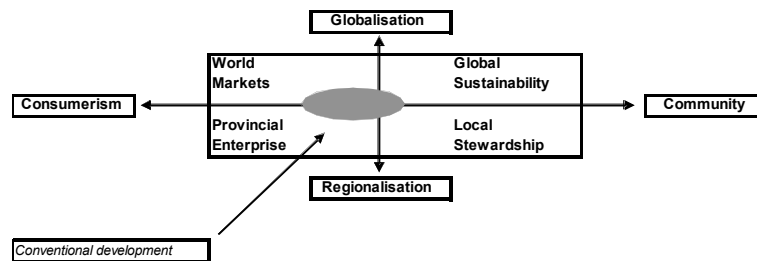 Globalisation
World
Markets
Global
Sustainability
Consumerism
Community
Provincial
Enterprise
Local
Stewardship
Regionalisation
Conventional development